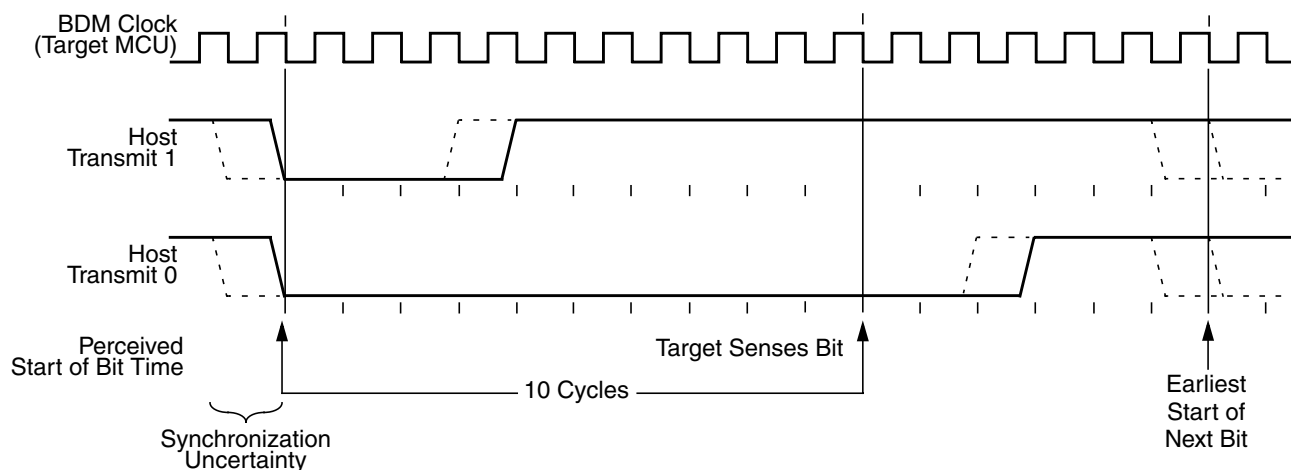 BDM Clock
(Target MCU)
Host
Transmit 1
Host
Transmit 0
Perceived
Start of Bit Time
Target Senses Bit
10 Cycles
Earliest
Start of
Next Bit
Synchronization
Uncertainty